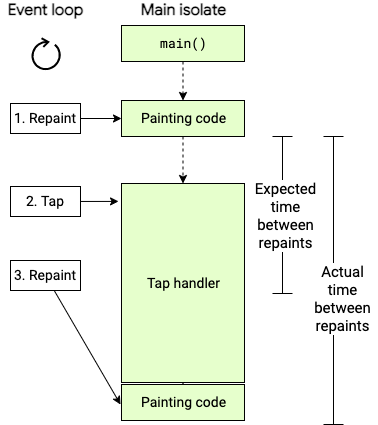 Event loop
Main isolate
main()
1. Repaint
Painting code
2. Tap
Expected
time
between
repaints
3. Repaint
Tap handler
Actual
time
between
repaints
Painting code